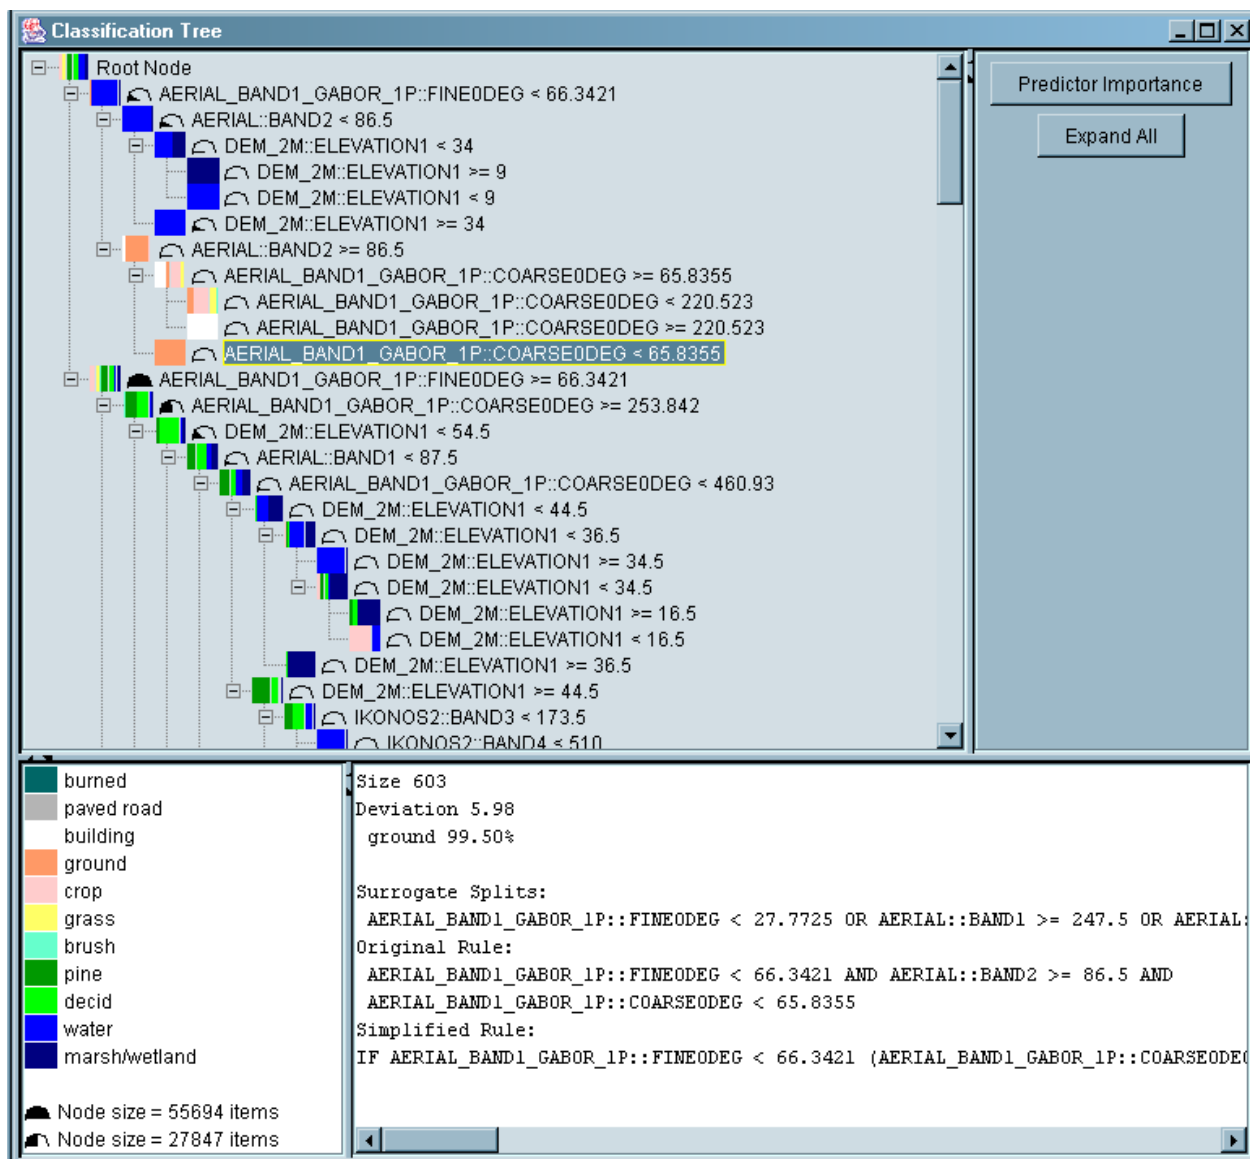 Classification Tree
Root Node
AERIAL_BAND1_GABOR_1P::FINE0DEG < 66.3421
AERIAL::BAND2 < 86.5
DEM_2M::ELEVATION1 < 34
DEM_2M::ELEVATION1 >= 9
DEM_2M::ELEVATION1 < 9
DEM_2M::ELEVATION1 >= 34
AERIAL::BAND2 >= 86.5
AERIAL_BAND1_GABOR_1P::COARSE0DEG >= 65.8355
AERIAL_BAND1_GABOR_1P::COARSE0DEG < 220.523
AERIAL_BAND1_GABOR_1P::COARSE0DEG >= 220.523
AERIAL_BAND1_GABOR_1P::COARSE0DEG < 65.8355
AERIAL_BAND1_GABOR_1P::FINE0DEG >= 66.3421
AERIAL_BAND1_GABOR_1P::COARSE0DEG >= 253.842
DEM_2M::ELEVATION1 < 54.5
AERIAL::BAND1 < 87.5
AERIAL_BAND1_GABOR_1P::COARSE0DEG < 460.93
DEM_2M::ELEVATION1 < 44.5
DEM_2M::ELEVATION1 < 36.5
DEM_2M::ELEVATION1 >= 34.5
DEM_2M::ELEVATION1 < 34.5
DEM_2M::ELEVATION1 >= 16.5
DEM_2M::ELEVATION1 < 16.5
DEM_2M::ELEVATION1 >= 36.5
DEM_2M::ELEVATION1 >= 44.5
IKONOS2::BAND3 < 173.5
IKONOS2::BAND4 < 510
Predictor Importance
Expand All
burned
paved road
building
ground
crop
grass
brush
pine
decid
water
marsh/wetland
Node size = 55694 items
Node size = 27847 items
Size 603
Deviation 5.98
ground 99.50%
Surrogate Splits:
AERIAL_BAND1_GABOR_1P::FINE0DEG < 27.7725 OR AERIAL::BAND1 >= 247.5 OR AERIAL:
Original Rule:
AERIAL_BAND1_GABOR_1P::FINE0DEG < 66.3421 AND AERIAL::BAND2 >= 86.5 AND
AERIAL_BAND1_GABOR_1P::COARSE0DEG < 65.8355
Simplified Rule:
IF AERIAL_BAND1_GABOR_1P::FINE0DEG < 66.3421 (AERIAL_BAND1_GABOR_1P::COARSE0DEG